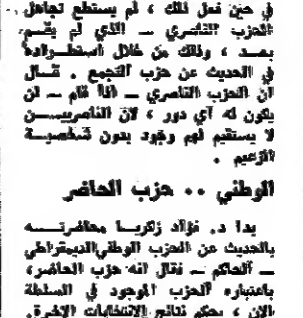 في حين فعل ذلك ، لم يستطع تجاهل
الحزب الناصري — الذي لم يقم
بعد ، وذلك من خلال استطراده
في الحديث عن حزب التجمع . قال
ان الحزب الناصري — اذا قام — لن
يكون له أي دور ، لان الناصريين
لا يستقيم لهم وجود بدون شخصية
الزعيم .
الوطني .. حزب الحاضر
بدا د. فؤاد زكريا محاضرته
بالحديث عن الحزب الوطني الديمقراطي
— الحاكم — فقال انه حزب الحاضر،
باعتباره الحزب الموجود في السلطة
الآن ، بحكم نتائج الانتخابات الاخيرة.